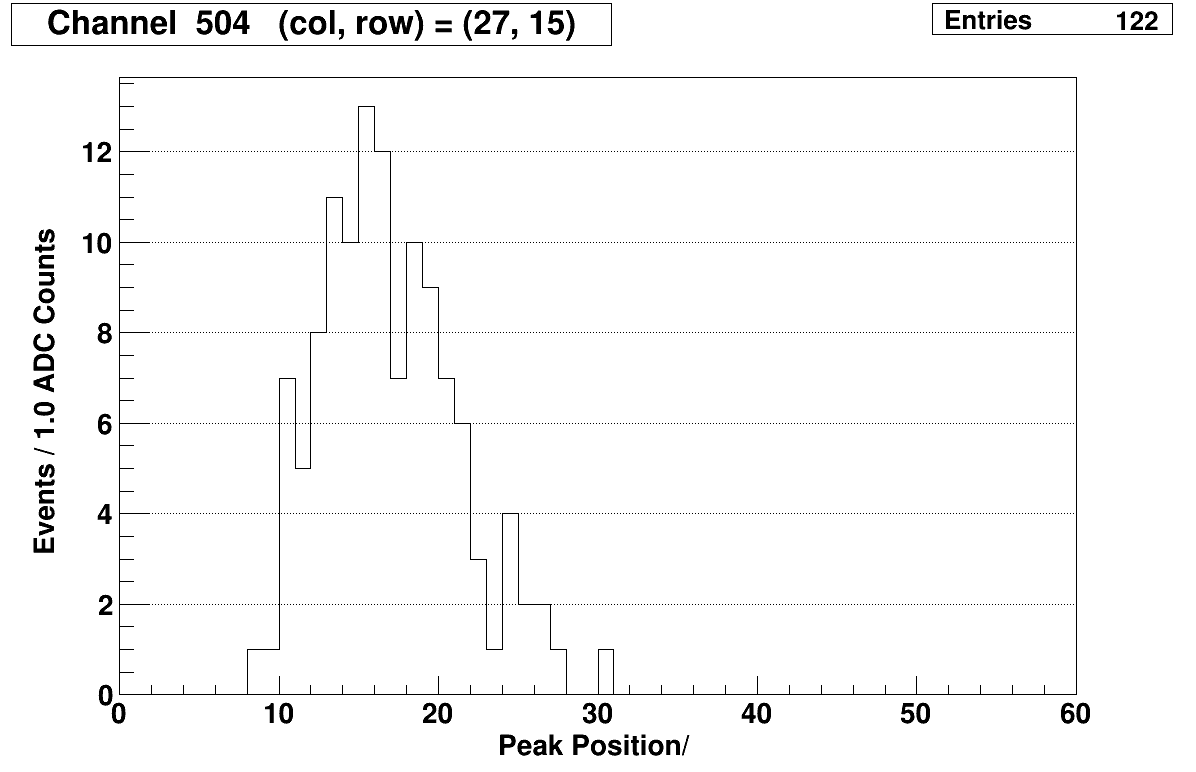 Channel 504 (col, row) = (27, 15)
Entries 122
Events / 1.0 ADC Counts
12
10
8
6
4
2
0
0 10 20 30 40 50 60
Peak Position/